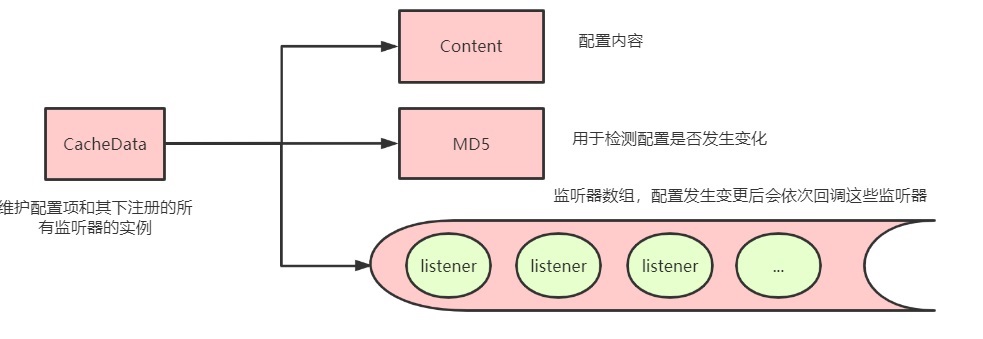 Content
配置内容
CacheData
MD5
用于检测配置是否发生变化
维护配置项和其下注册的所
有监听器的实例
监听器数组，配置发生变更后会依次回调这些监听器
listener
listener
listener
...